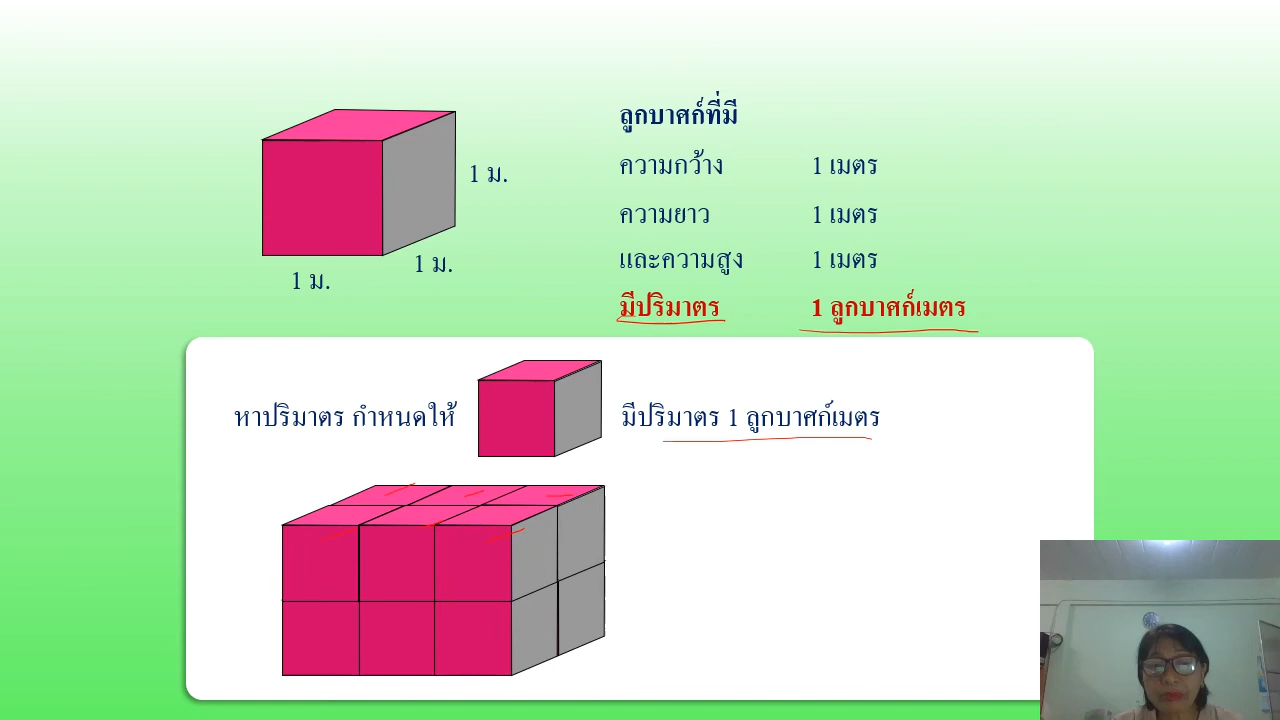 ลูกบาศก์ที่มี
ความกว้าง 1 เมตร
1 ม.
ความยาว 1 เมตร
และความสูง 1 เมตร
1 ม.
1 ม.
มีปริมาตร 1 ลูกบาศก์เมตร
หาปริมาตร กำหนดให้ มีปริมาตร 1 ลูกบาศก์เมตร